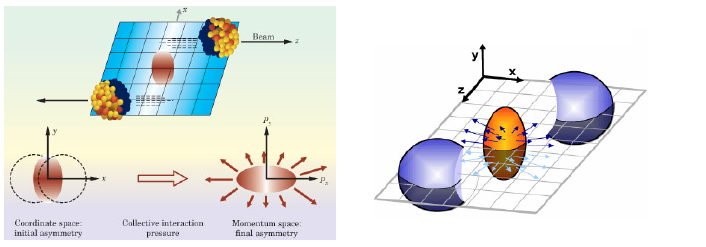 x
Beam
z
y
x
P_y
P_x
Coordinate space:
initial asymmetry
Collective interaction
pressure
Momentum space:
final asymmetry
y
x
z